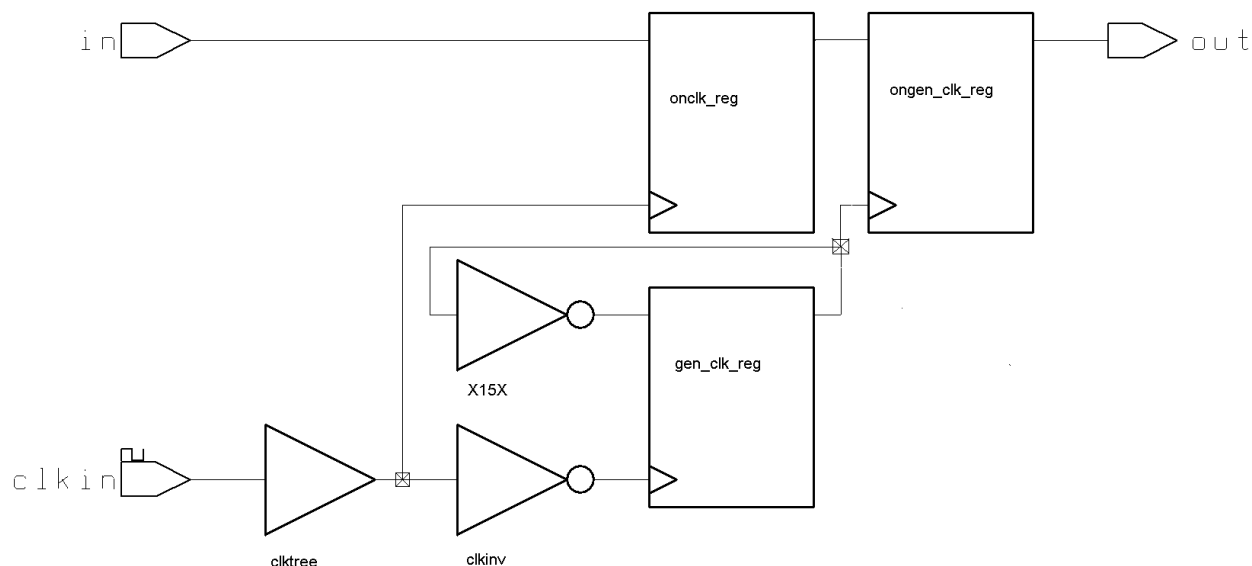 in
onclk_reg
ongen_clk_reg
out
X15X
gen_clk_reg
clkin
clktree
clkinv